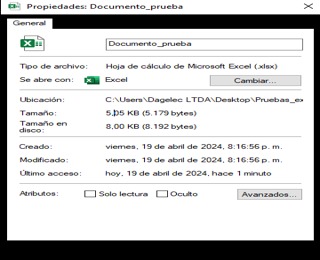 Propiedades: Documento_prueba
General
Documento_prueba
Tipo de archivo: Hoja de cálculo de Microsoft Excel (.xlsx)
Se abre con: Excel Cambiar...
Ubicación: C:\Users\Dagelec LTDA\Desktop\Pruebas_ex
Tamaño: 5,05 KB (5.179 bytes)
Tamaño en disco: 8,00 KB (8.192 bytes)
Creado: viernes, 19 de abril de 2024, 8:16:56 p. m.
Modificado: viernes, 19 de abril de 2024, 8:16:56 p. m.
Último acceso: hoy, 19 de abril de 2024, hace 1 minuto
Atributos: Solo lectura Oculto Avanzados...